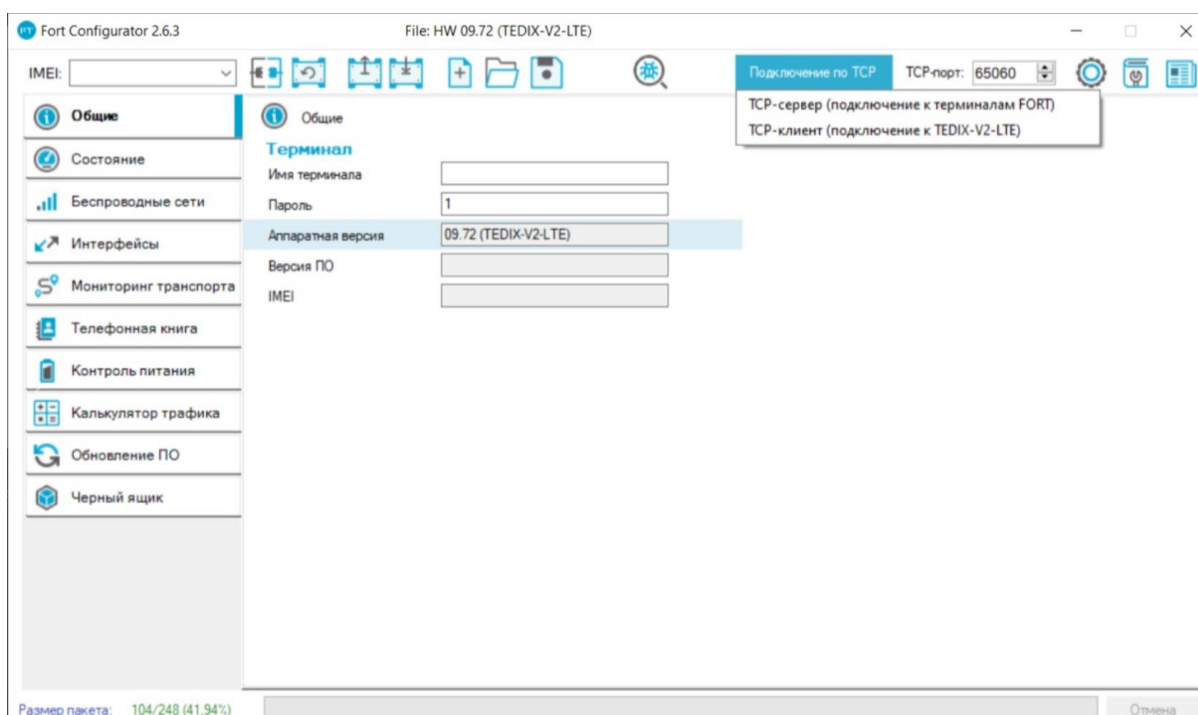 Fort Configurator 2.6.3
File: HW 09.72 (TEDIX-V2-LTE)
IMEI:
Подключение по TCP
TCP-порт: 65060
TCP-сервер (подключение к терминалам FORT)
TCP-клиент (подключение к TEDIX-V2-LTE)
Общие
Состояние
Беспроводные сети
Интерфейсы
Мониторинг транспорта
Телефонная книга
Контроль питания
Калькулятор трафика
Обновление ПО
Черный ящик
Общие
Терминал
Имя терминала
Пароль 1
Аппаратная версия 09.72 (TEDIX-V2-LTE)
Версия ПО
IMEI
Размер пакета: 104/248 (41,94%)
Отмена